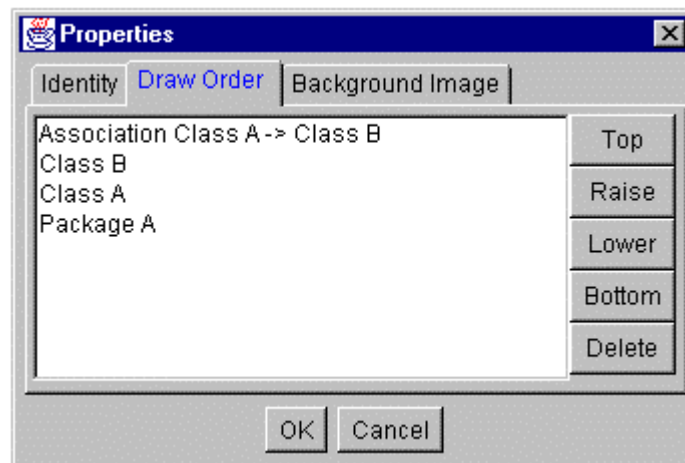 Properties
Identity Draw Order Background Image
Association Class A -> Class B
Class B
Class A
Package A
Top
Raise
Lower
Bottom
Delete
OK Cancel